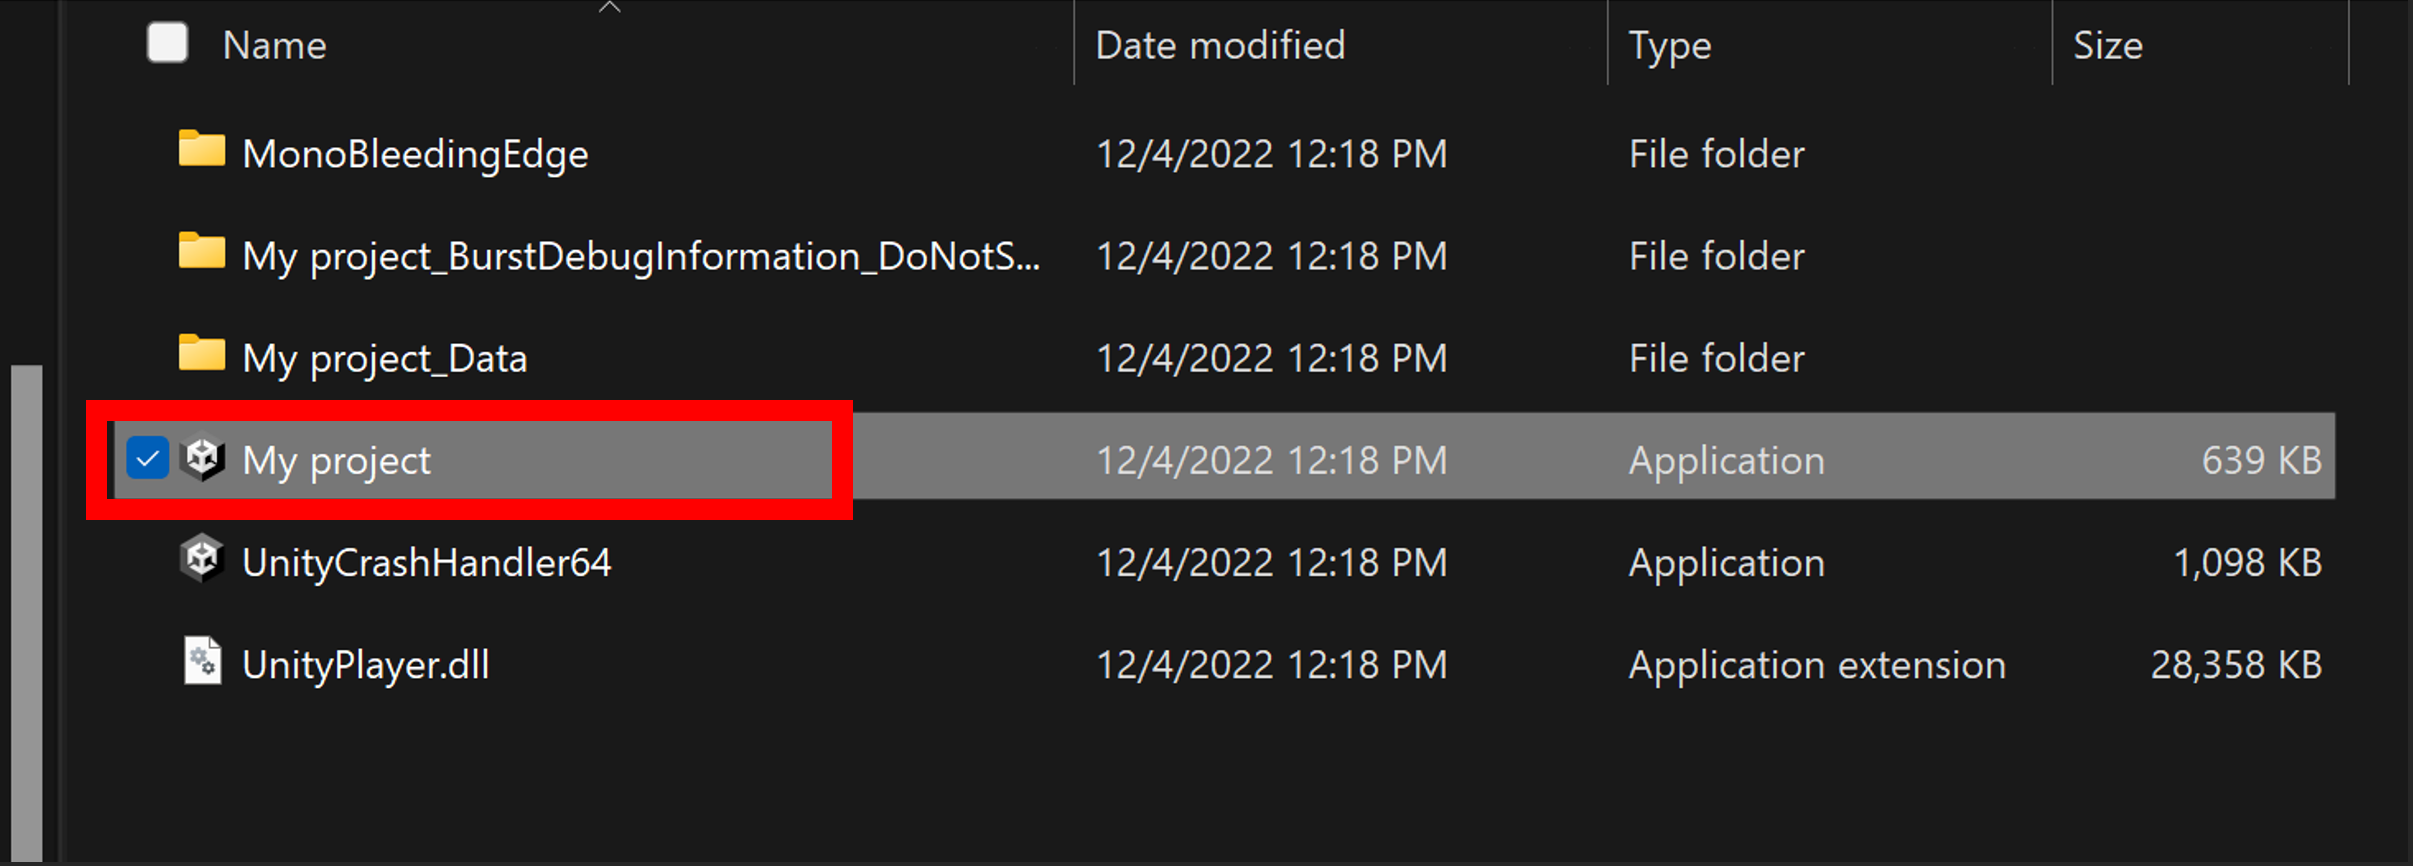 Name Date modified Type Size
MonoBleedingEdge 12/4/2022 12:18 PM File folder
My project_BurstDebugInformation_DoNotS... 12/4/2022 12:18 PM File folder
My project_Data 12/4/2022 12:18 PM File folder
My project 12/4/2022 12:18 PM Application 639 KB
UnityCrashHandler64 12/4/2022 12:18 PM Application 1,098 KB
UnityPlayer.dll 12/4/2022 12:18 PM Application extension 28,358 KB